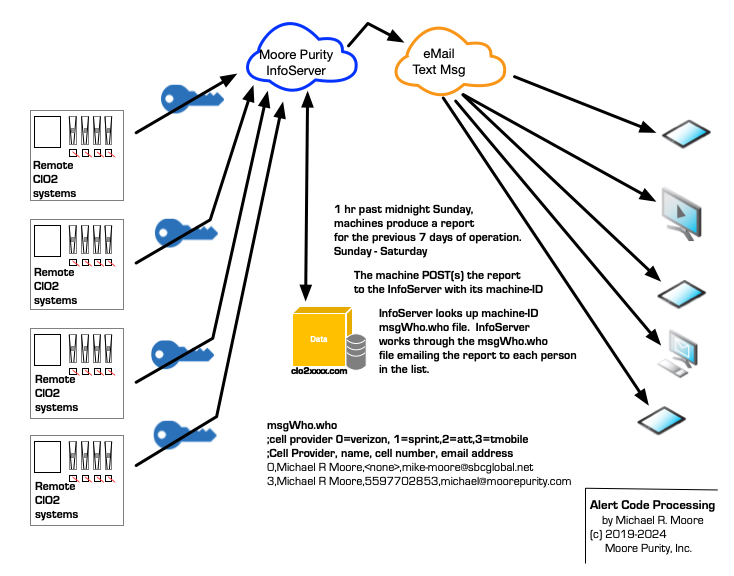 Moore Purity
InfoServer
eMail
Text Msg
Remote
ClO2
systems
Remote
ClO2
systems
Remote
ClO2
systems
Remote
ClO2
systems
1 hr past midnight Sunday,
machines produce a report
for the previous 7 days of operation.
Sunday - Saturday
The machine POST(s) the report
to the InfoServer with its machine-ID
InfoServer looks up machine-ID
msgWho.who file.  InfoServer
works through the msgWho.who
file emailing the report to each person
in the list.
Data
clo2xxxx.com
msgWho.who
;cell provider 0=verizon, 1=sprint,2=att,3=tmobile
;Cell Provider, name, cell number, email address
0,Michael R Moore,<none>,mike-moore@sbcglobal.net
3,Michael R Moore,5597702853,michael@moorepurity.com
Alert Code Processing
by Michael R. Moore
(c) 2019-2024
Moore Purity, Inc.